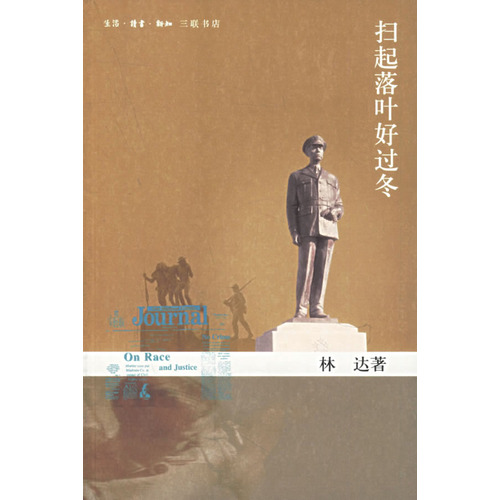 生活·读书·新知 三联书店
扫起落叶好过冬
Journal
On Race
and Justice
林 达著